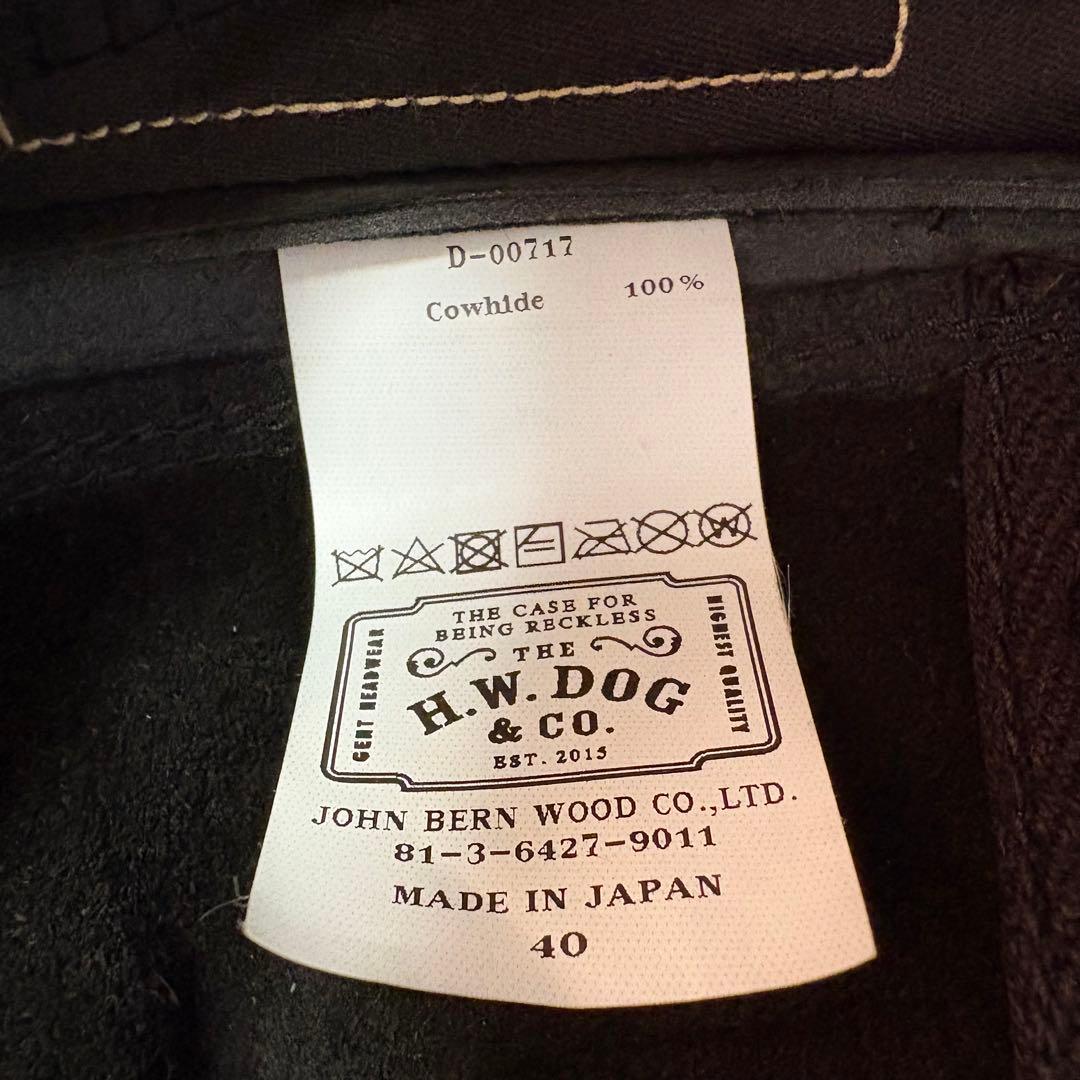 D-00717
Cowhide 100%
W
THE CASE FOR
BEING RECKLESS
THE
H.W. DOG
& CO.
EST. 2015
GENT HEADWEAR
HIGHEST QUALITY
JOHN BERN WOOD CO.,LTD.
81-3-6427-9011
MADE IN JAPAN
40